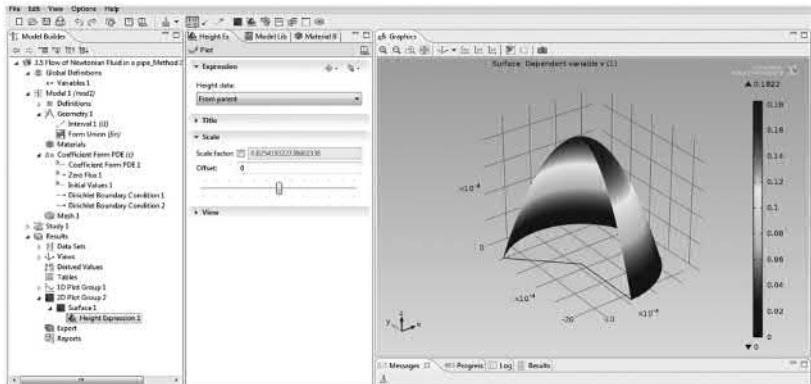 File Edit View Options Help
Model Builder
3.5 Flow of Newtonian Fluid in a pipe_Method
Global Definitions
Variables 1
Model 1 (mod1)
Definitions
Geometry 1
Interval 1 (i1)
Form Union (fin)
Materials
Coefficient Form PDE (c)
Coefficient Form PDE 1
Zero Flux 1
Initial Values 1
Dirichlet Boundary Condition 1
Dirichlet Boundary Condition 2
Mesh 1
Study 1
Results
Data Sets
Views
Derived Values
Tables
1D Plot Group 1
2D Plot Group 2
Surface 1
Height Expression 1
Export
Reports
Height Ex
Model Lib
Material B
Plot
Expression
Height data:
From parent
Title
Scale
Scale factor:
Offset: 0
View
Graphics
Surface: Dependent variable v (1)
▲ 0.1822
0.18
0.16
0.14
0.12
0.1
0.08
0.06
0.04
0.02
0
▼ 0
×10⁻⁴
0
×10⁻⁴
-20
-10
×10⁻⁴
z
y
x
Messages
Progress
Log
Results